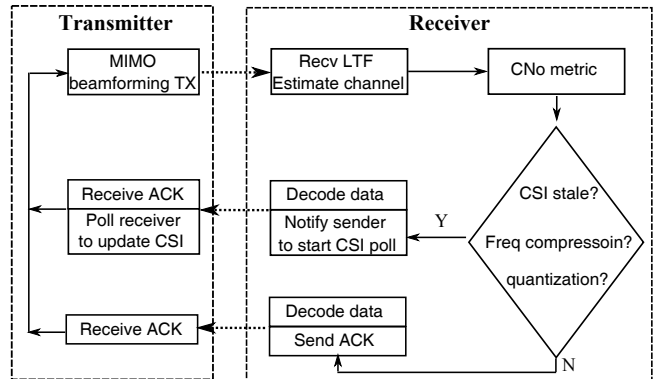 Transmitter
Receiver
MIMO
beamforming TX
Recv LTF
Estimate channel
CNo metric
Receive ACK
Poll receiver
to update CSI
Decode data
Notify sender
to start CSI poll
Y
CSI stale?
Freq compressoin?
quantization?
Receive ACK
Decode data
Send ACK
N